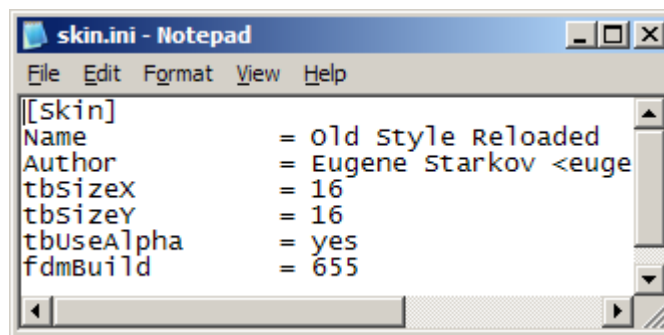 skin.ini - Notepad
File Edit Format View Help
[Skin]
Name = Old Style Reloaded
Author = Eugene Starkov <euge
tbSizeX = 16
tbSizeY = 16
tbUseAlpha = yes
fdmBuild = 655